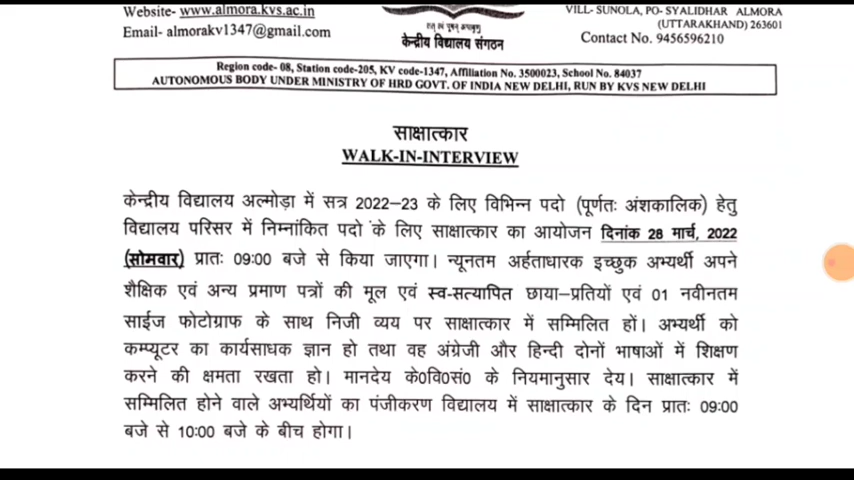 Website- www.almora.kvs.ac.in
Email- almorakv1347@gmail.com
तत् त्वं पूषन् अपावृणु
केन्द्रीय विद्यालय संगठन
VILL- SUNOLA, PO- SYALIDHAR ALMORA
(UTTARAKHAND) 263601
Contact No. 9456596210
Region code- 08, Station code-205, KV code-1347, Affiliation No. 3500023, School No. 84037
AUTONOMOUS BODY UNDER MINISTRY OF HRD GOVT. OF INDIA NEW DELHI, RUN BY KVS NEW DELHI
साक्षात्कार
WALK-IN-INTERVIEW
केन्द्रीय विद्यालय अल्मोड़ा में सत्र 2022-23 के लिए विभिन्न पदो (पूर्णतः अंशकालिक) हेतु
विद्यालय परिसर में निम्नांकित पदो के लिए साक्षात्कार का आयोजन दिनांक 28 मार्च, 2022
(सोमवार) प्रातः 09:00 बजे से किया जाएगा। न्यूनतम अर्हताधारक इच्छुक अभ्यर्थी अपने
शैक्षिक एवं अन्य प्रमाण पत्रों की मूल एवं स्व-सत्यापित छाया-प्रतियों एवं 01 नवीनतम
साईज फोटोग्राफ के साथ निजी व्यय पर साक्षात्कार में सम्मिलित हों। अभ्यर्थी को
कम्प्यूटर का कार्यसाधक ज्ञान हो तथा वह अंग्रेजी और हिन्दी दोनों भाषाओं में शिक्षण
करने की क्षमता रखता हो। मानदेय के0वि0सं0 के नियमानुसार देय। साक्षात्कार में
सम्मिलित होने वाले अभ्यर्थियों का पंजीकरण विद्यालय में साक्षात्कार के दिन प्रातः 09:00
बजे से 10:00 बजे के बीच होगा।